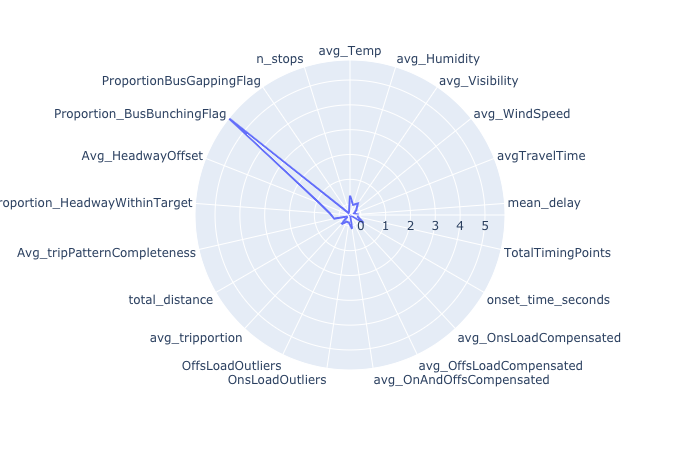 avg_Temp
n_stops
avg_Humidity
ProportionBusGappingFlag
avg_Visibility
Proportion_BusBunchingFlag
avg_WindSpeed
Avg_HeadwayOffset
avgTravelTime
roportion_HeadwayWithinTarget
mean_delay
0 1 2 3 4 5
Avg_tripPatternCompleteness
TotalTimingPoints
total_distance
onset_time_seconds
avg_tripportion
avg_OnsLoadCompensated
OffsLoadOutliers
avg_OffsLoadCompensated
OnsLoadOutliers
avg_OnAndOffsCompensated